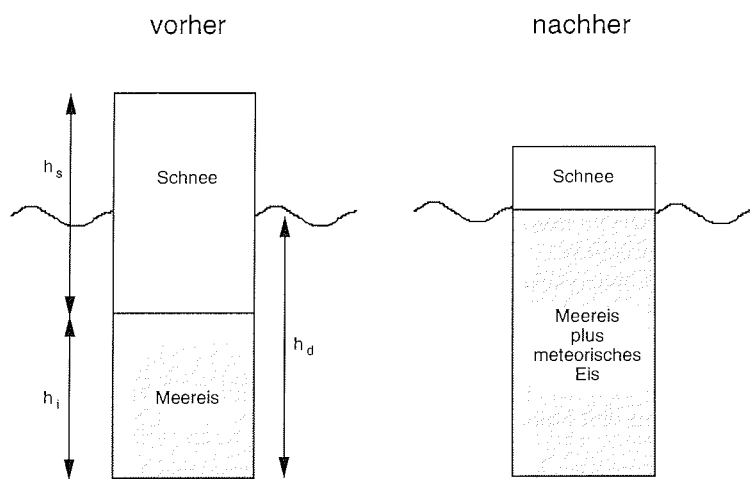 vorher
nachher
h s
Schnee
Schnee
h d
h i
Meereis
Meereis
plus
meteorisches
Eis